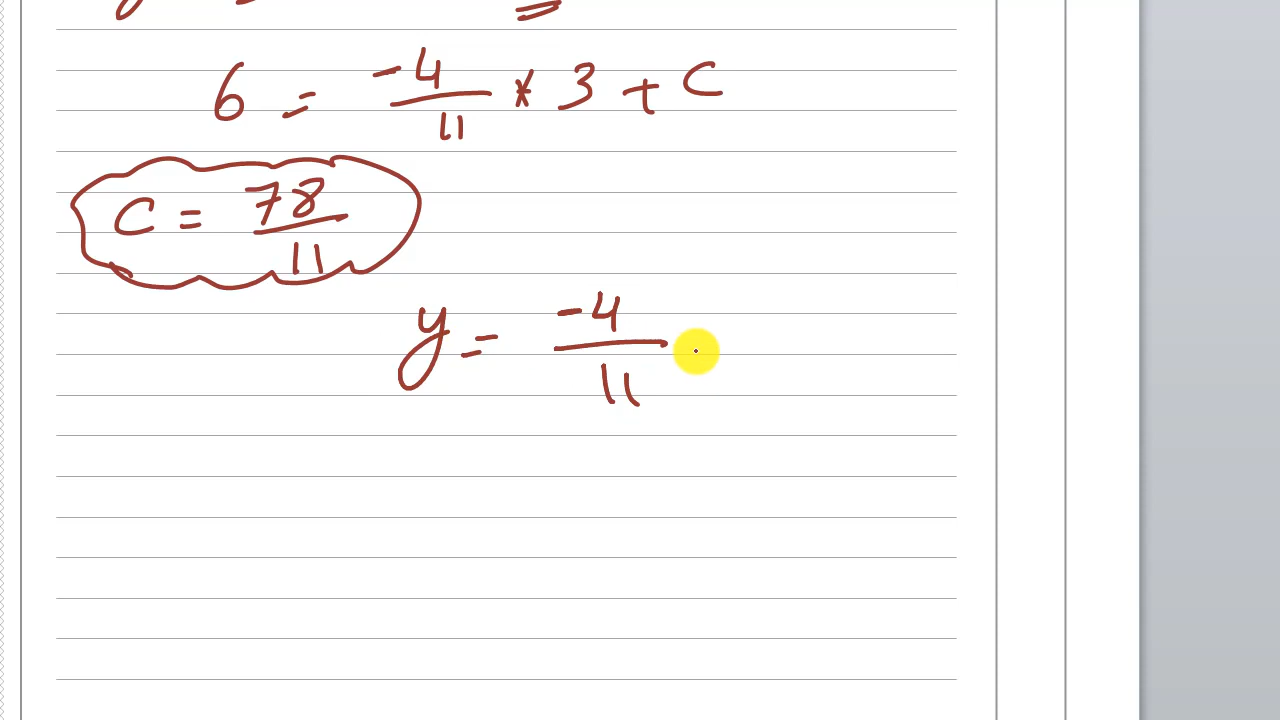 6 = -4/11 * 3 + C
C = 78/11
y = -4/11